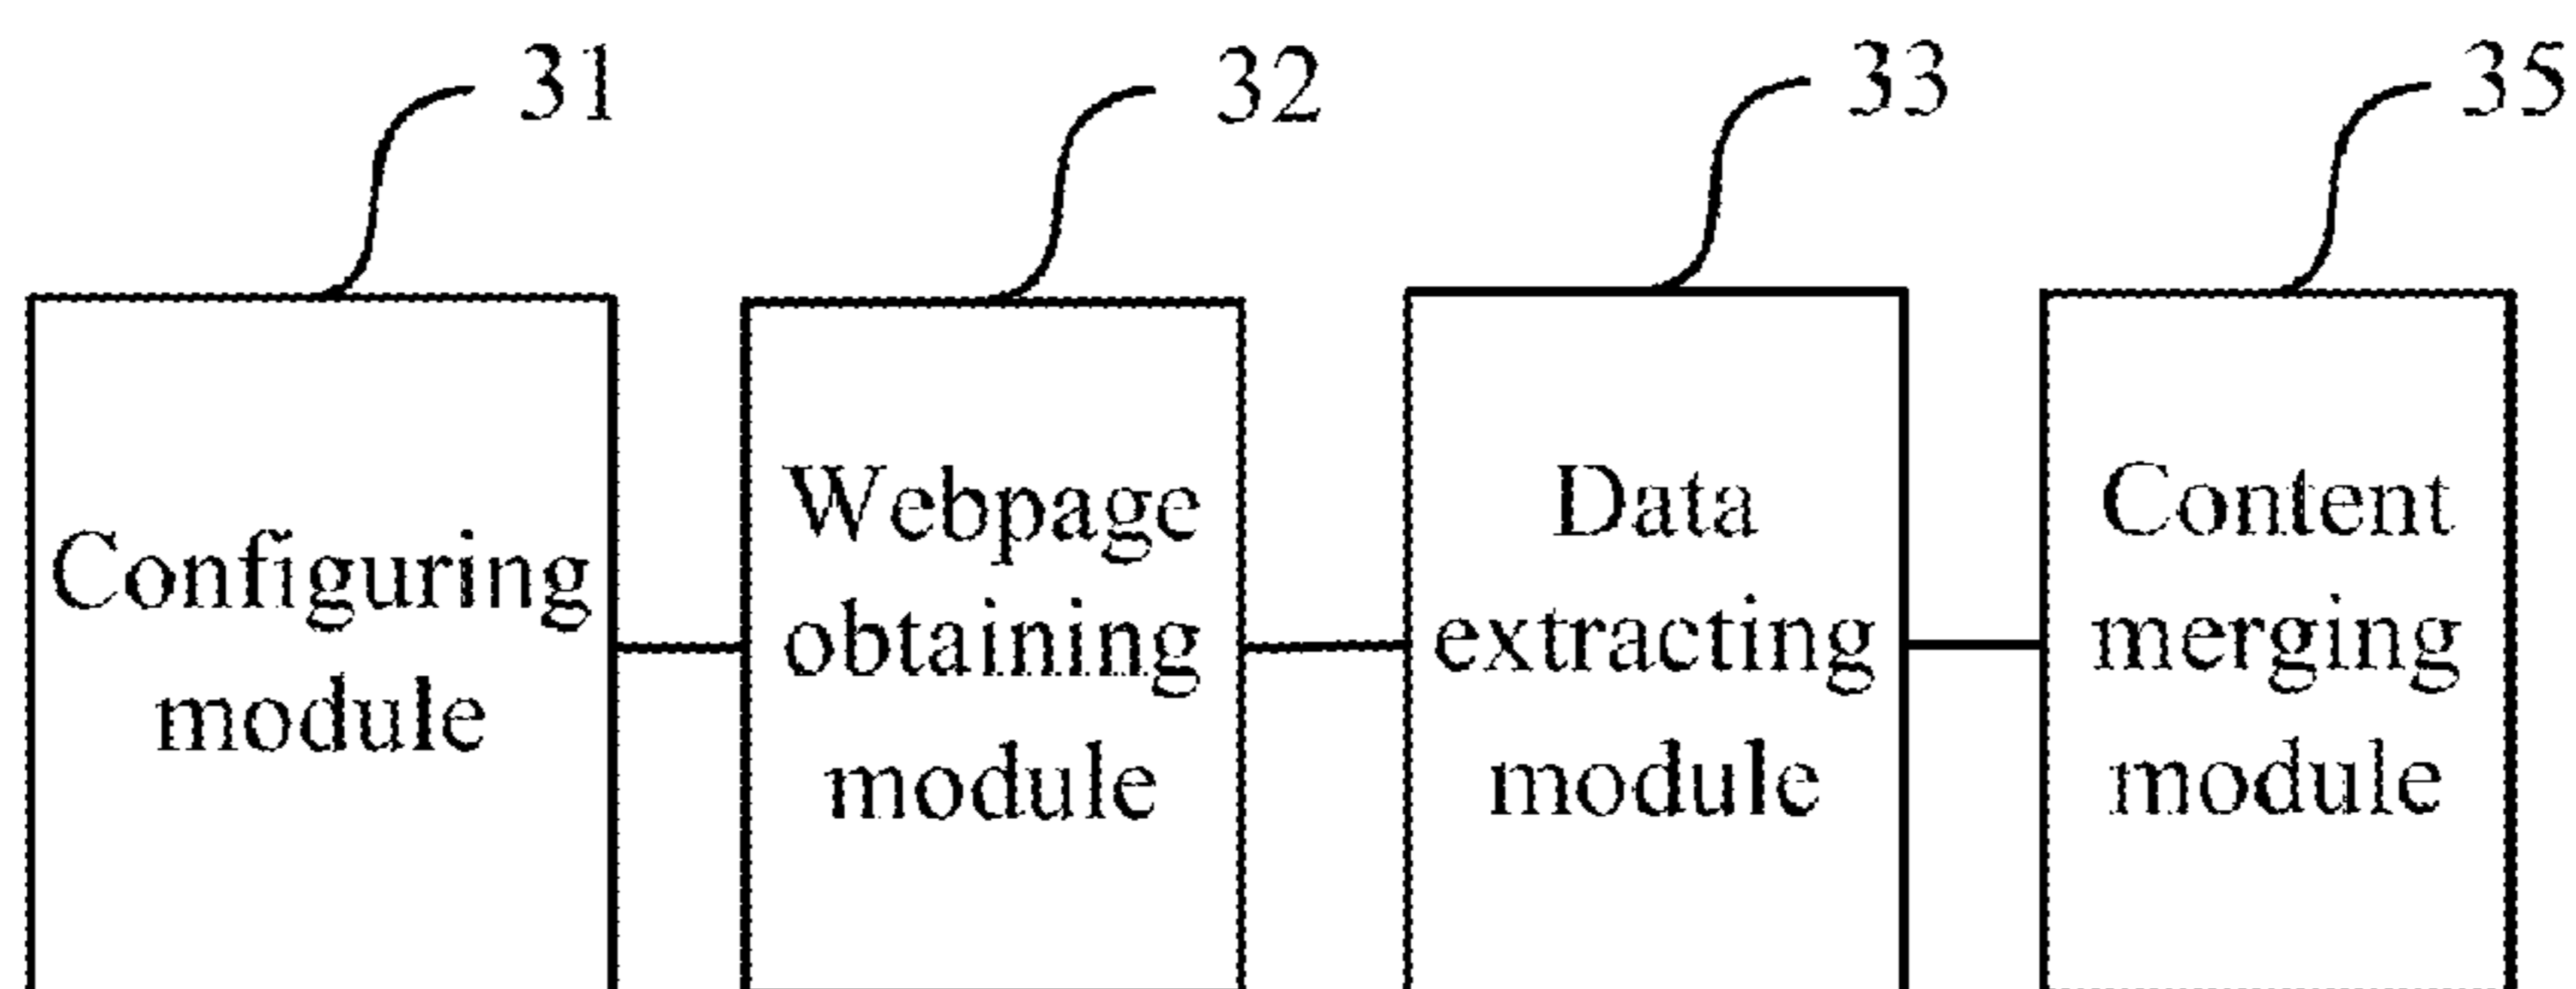 31
32
33
35
Configuring
module
Webpage
obtaining
module
Data
extracting
module
Content
merging
module